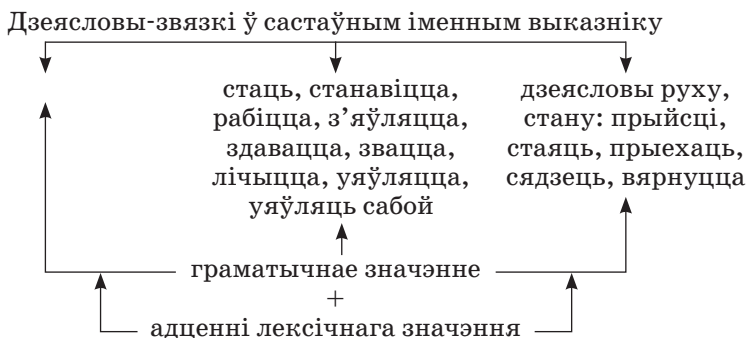 Дзеясловы-звязкі ў састаўным іменным выказніку
стаць, станавіцца,
рабіцца, з’яўляцца,
здавацца, звацца,
лічыцца, уяўляцца,
уяўляць сабой
дзеясловы руху,
стану: прыйсці,
стаяць, прыехаць,
сядзець, вярнуцца
граматычнае значэнне
+
адценні лексічнага значэння